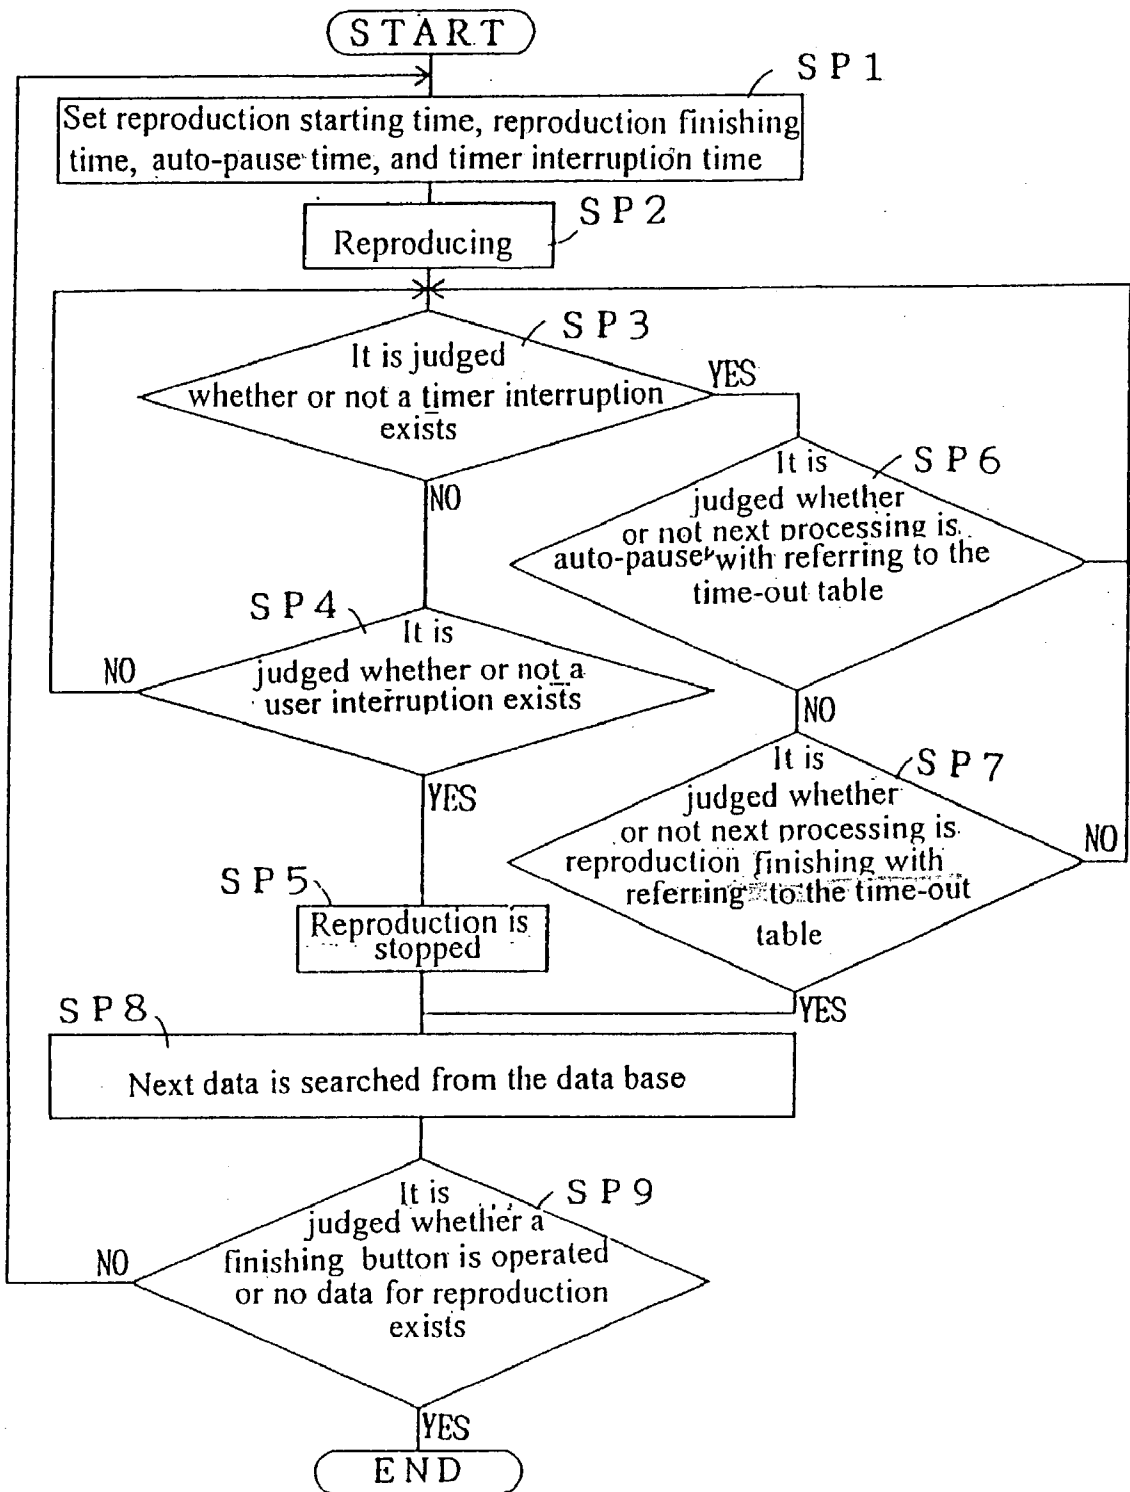 START
SP1
Set reproduction starting time, reproduction finishing
time, auto-pause time, and timer interruption time
SP2
Reproducing
SP3
It is judged
whether or not a timer interruption
exists
YES
NO
SP6
It is
judged whether
or not next processing is
auto-pause with referring to the
time-out table
NO
SP4
It is
judged whether or not a
user interruption exists
NO
YES
SP7
It is
judged whether
or not next processing is
reproduction finishing with
referring to the time-out
table
NO
YES
SP5
Reproduction is
stopped
SP8
Next data is searched from the data base
SP9
It is
judged whether a
finishing button is operated
or no data for reproduction
exists
NO
YES
END